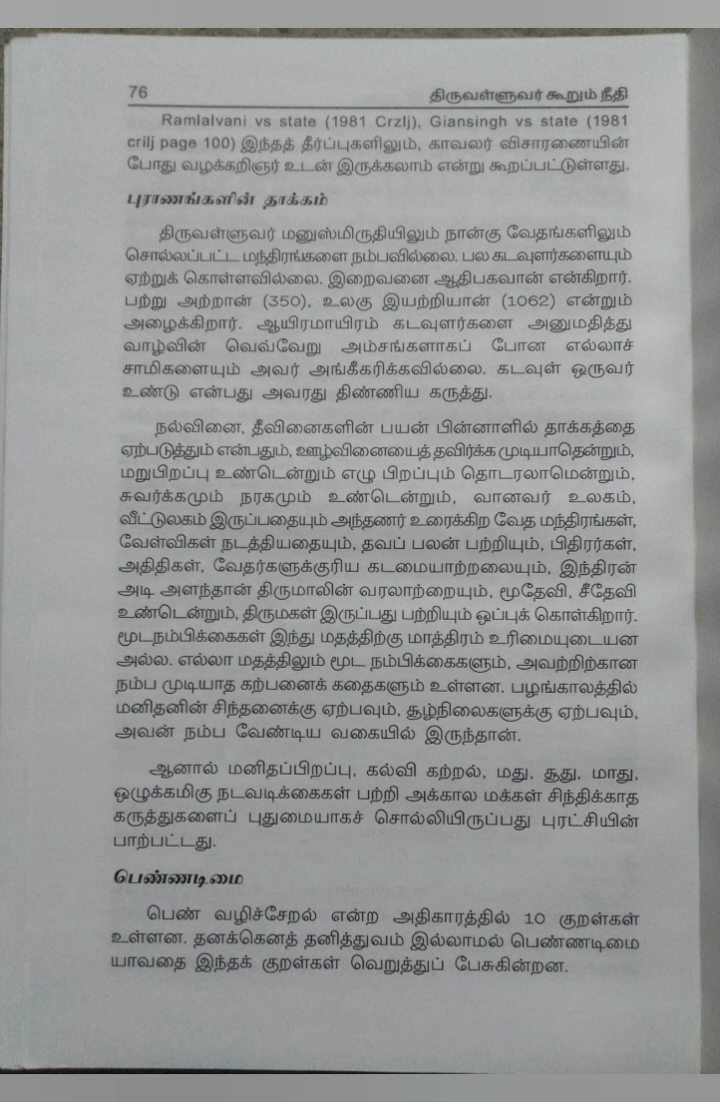 76 திருவள்ளுவர் கூறும் நீதி
Ramlalvani vs state (1981 Crzlj), Giansingh vs state (1981
crilj page 100) இந்தத் தீர்ப்புகளிலும், காவலர் விசாரணையின்
போது வழக்கறிஞர் உடன் இருக்கலாம் என்று கூறப்பட்டுள்ளது.
புராணங்களின் தாக்கம்
திருவள்ளுவர் மனுஸ்மிருதியிலும் நான்கு வேதங்களிலும்
சொல்லப்பட்ட மந்திரங்களை நம்பவில்லை. பல கடவுளர்களையும்
ஏற்றுக் கொள்ளவில்லை. இறைவனை ஆதிபகவான் என்கிறார்.
பற்று அற்றான் (350), உலகு இயற்றியான் (1062) என்றும்
அழைக்கிறார். ஆயிரமாயிரம் கடவுளர்களை அனுமதித்து
வாழ்வின் வெவ்வேறு அம்சங்களாகப் போன எல்லாச்
சாமிகளையும் அவர் அங்கீகரிக்கவில்லை. கடவுள் ஒருவர்
உண்டு என்பது அவரது திண்ணிய கருத்து.
நல்வினை, தீவினைகளின் பயன் பின்னாளில் தாக்கத்தை
ஏற்படுத்தும் என்பதும், ஊழ்வினையைத் தவிர்க்க முடியாதென்றும்,
மறுபிறப்பு உண்டென்றும் எழு பிறப்பும் தொடரலாமென்றும்,
சுவர்க்கமும் நரகமும் உண்டென்றும், வானவர் உலகம்,
வீட்டுலகம் இருப்பதையும் அந்தணர் உரைக்கிற வேத மந்திரங்கள்,
வேள்விகள் நடத்தியதையும், தவப் பலன் பற்றியும், பிதிரர்கள்,
அதிதிகள், வேதர்களுக்குரிய கடமையாற்றலையும், இந்திரன்
அடி அளந்தான் திருமாலின் வரலாற்றையும், மூதேவி, சீதேவி
உண்டென்றும், திருமகள் இருப்பது பற்றியும் ஒப்புக் கொள்கிறார்.
மூடநம்பிக்கைகள் இந்து மதத்திற்கு மாத்திரம் உரிமையுடையன
அல்ல. எல்லா மதத்திலும் மூட நம்பிக்கைகளும், அவற்றிற்கான
நம்ப முடியாத கற்பனைக் கதைகளும் உள்ளன. பழங்காலத்தில்
மனிதனின் சிந்தனைக்கு ஏற்பவும், சூழ்நிலைகளுக்கு ஏற்பவும்,
அவன் நம்ப வேண்டிய வகையில் இருந்தான்.
ஆனால் மனிதப்பிறப்பு, கல்வி கற்றல், மது, சூது, மாது,
ஒழுக்கமிகு நடவடிக்கைகள் பற்றி அக்கால மக்கள் சிந்திக்காத
கருத்துகளைப் புதுமையாகச் சொல்லியிருப்பது புரட்சியின்
பாற்பட்டது.
பெண்ணடிமை
பெண் வழிச்சேறல் என்ற அதிகாரத்தில் 10 குறள்கள்
உள்ளன. தனக்கெனத் தனித்துவம் இல்லாமல் பெண்ணடிமை
யாவதை இந்தக் குறள்கள் வெறுத்துப் பேசுகின்றன.